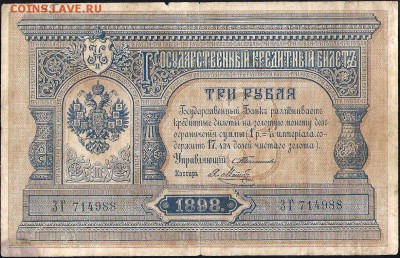 COINS.LAVE.RU
Государственный Кредитный Билетъ
ТРИ РУБЛЯ
Государственный Банкъ размѣниваетъ
кредитные билеты на золотую монету безъ
ограниченія суммы (1 р.= 1/15 имперіала, со-
держитъ 17,424 долей чистаго золота).
Управляющій
Кассиръ
ЗГ 714988
1898
ЗГ 714988